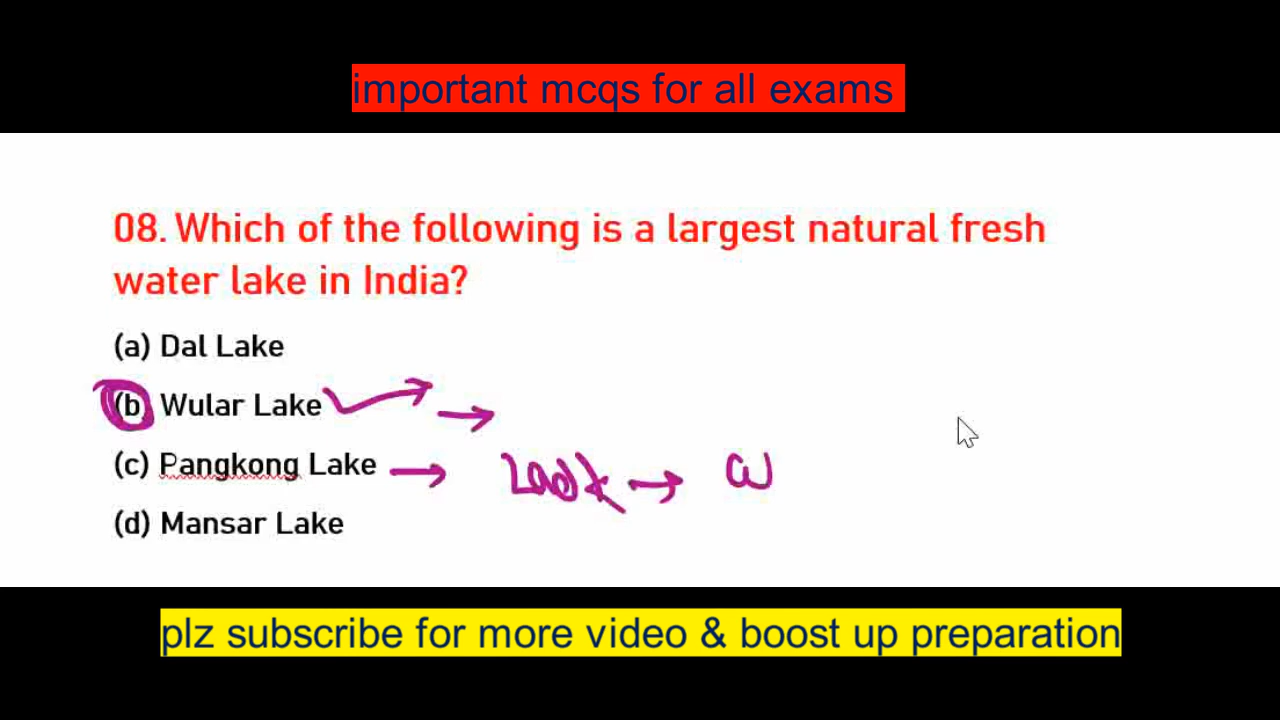 important mcqs for all exams
08. Which of the following is a largest natural fresh
water lake in India?
(a) Dal Lake
(b) Wular Lake
(c) Pangkong Lake
(d) Mansar Lake
plz subscribe for more video & boost up preparation